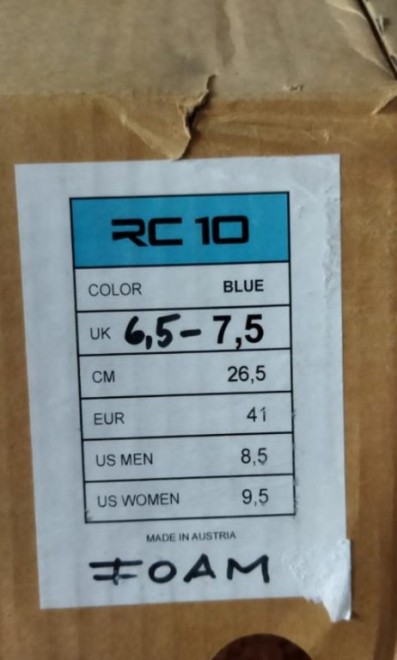 RC 10
COLOR BLUE
UK 6,5- 7,5
CM 26,5
EUR 41
US MEN 8,5
US WOMEN 9,5
MADE IN AUSTRIA
FOAM